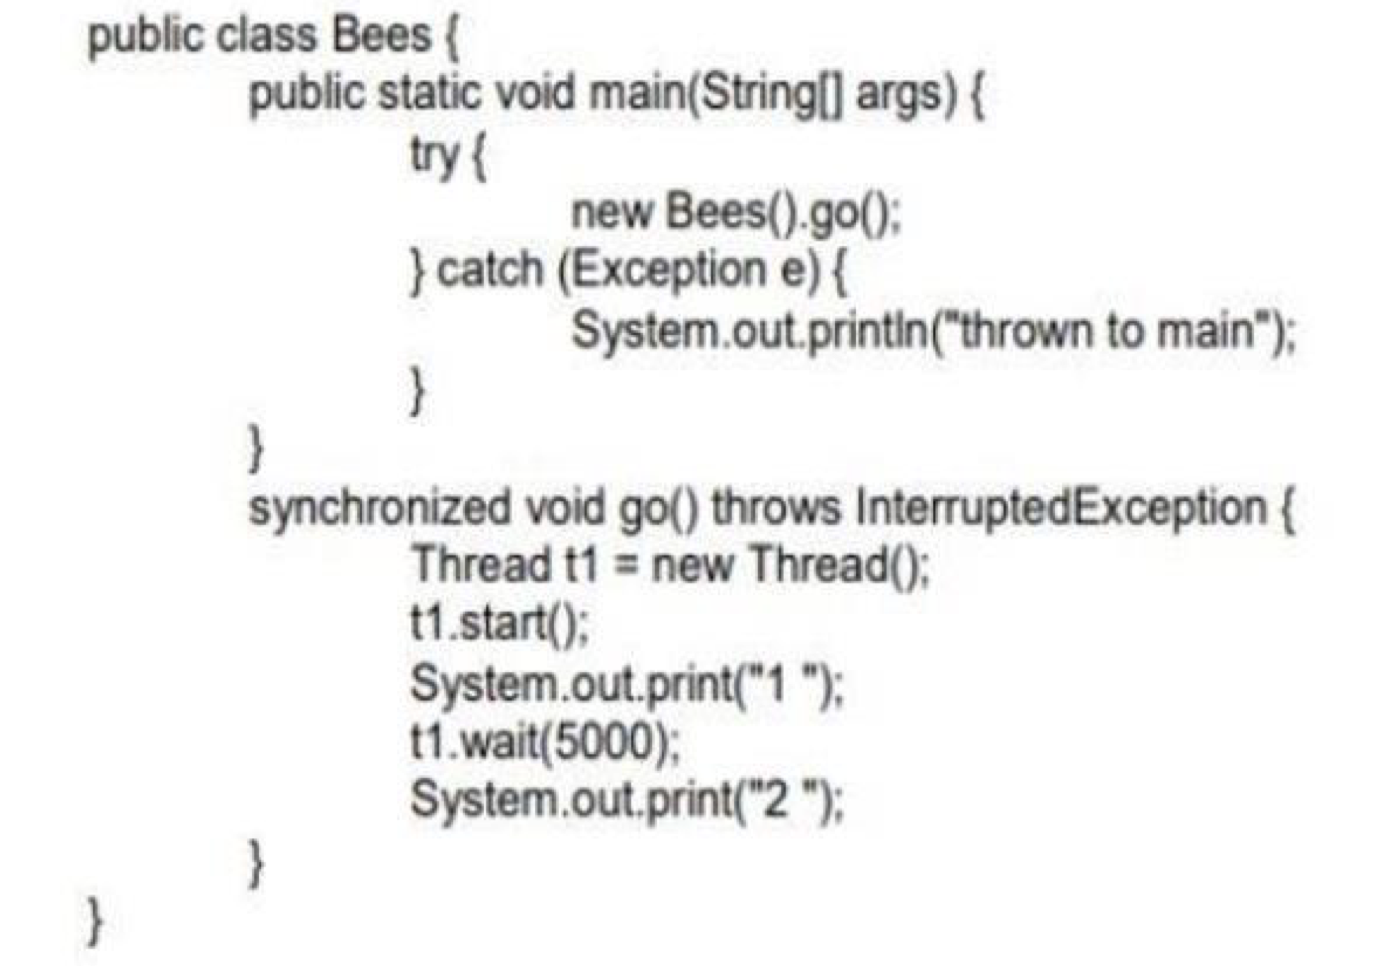 public class Bees {
public static void main(String[] args) {
try {
new Bees().go();
} catch (Exception e) {
System.out.println("thrown to main");
}
}
synchronized void go() throws InterruptedException {
Thread t1 = new Thread();
t1.start();
System.out.print("1 ");
t1.wait(5000);
System.out.print("2 ");
}
}